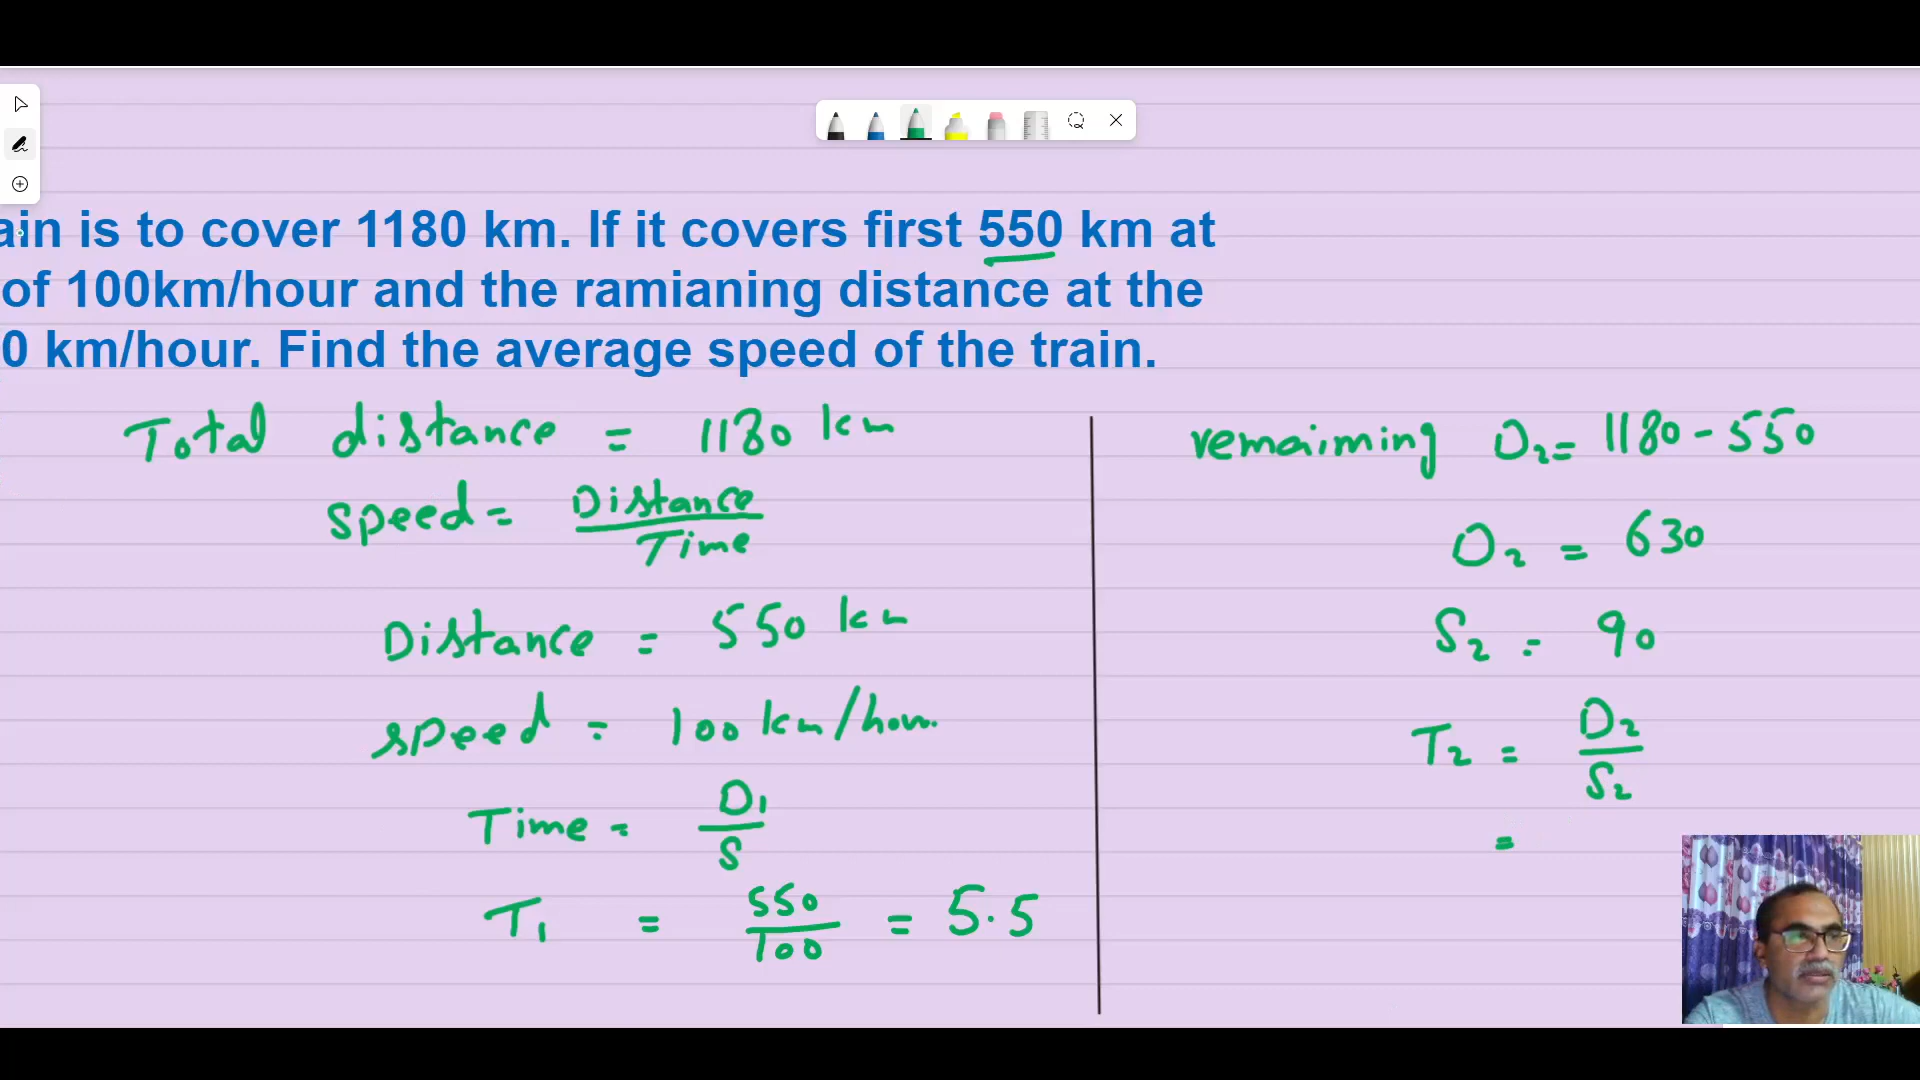 ain is to cover 1180 km. If it covers first 550 km at
of 100km/hour and the ramianing distance at the
0 km/hour. Find the average speed of the train.
Total distance = 1180 km
speed = Distance
Time
Distance = 550 km
speed = 100 km/hour.
Time = D1
S
T1 = 550
100
= 5.5
remaiming D2 = 1180 - 550
D2 = 630
S2 = 90
T2 = D2
S2
=